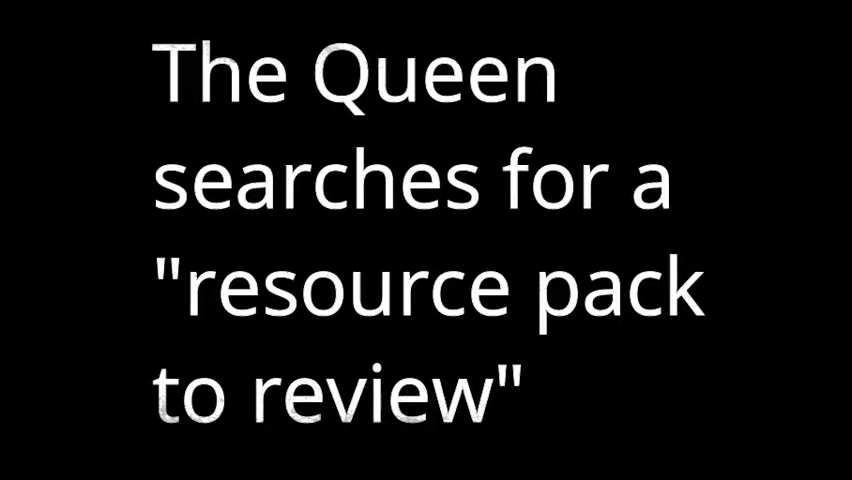 The Queen
searches for a
"resource pack
to review"